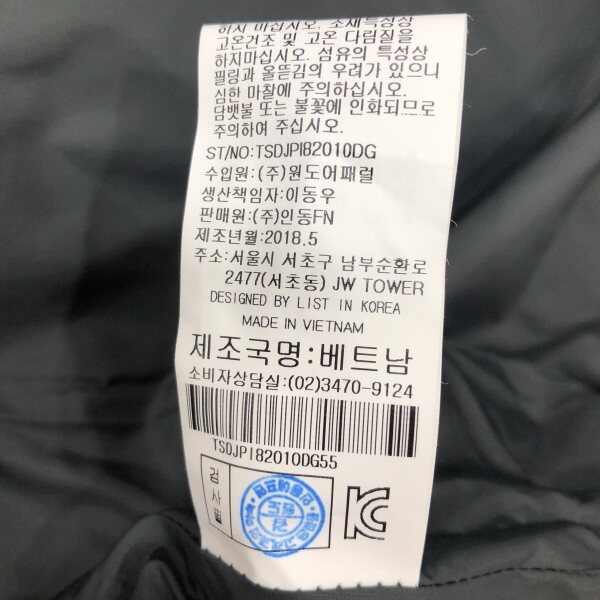 하지 마십시오. 소재특성상
고온건조 및 고온 다림질을
하지마십시오. 섬유의 특성상
필링과 올뜯김의 우려가 있으니
심한 마찰에 주의하십시오.
담뱃불 또는 불꽃에 인화되므로
주의하여 주십시오.
ST/NO:TSDJPI82010DG
수입원:(주)원도어패럴
생산책임자:이동우
판매원:(주)인동FN
제조년월:2018.5
주소:서울시 서초구 남부순환로
2477(서초동) JW TOWER
DESIGNED BY LIST IN KOREA
MADE IN VIETNAM
제조국명:베트남
소비자상담실:(02)3470-9124
TSDJPI82010DG55
검사필